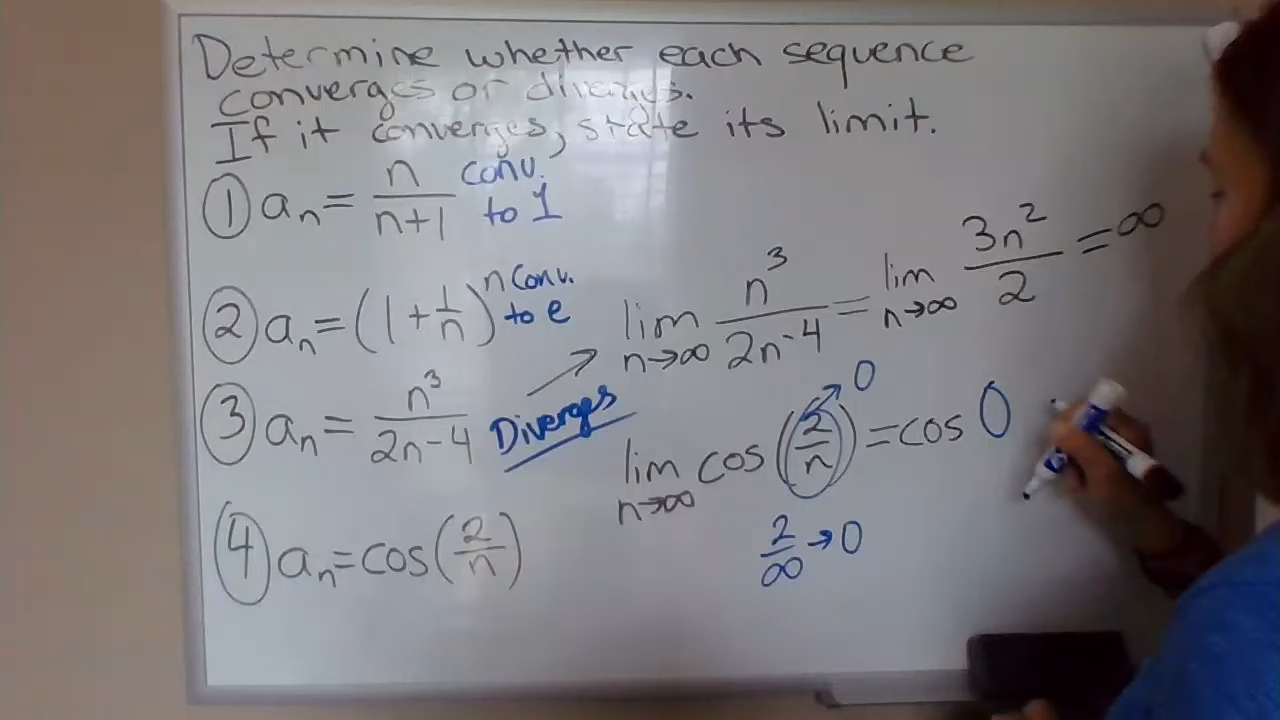 Determine whether each sequence
converges or diverges.
If it converges, state its limit.
① aₙ = n/(n+1) conv. to 1
② aₙ = (1 + 1/n)ⁿ Conv. to e
③ aₙ = n³/(2n-4) Diverges
lim n→∞ n³/(2n-4) = lim n→∞ 3n²/2 = ∞
④ aₙ = cos(2/n)
lim n→∞ cos(2/n) = cos 0
0
2/∞ → 0